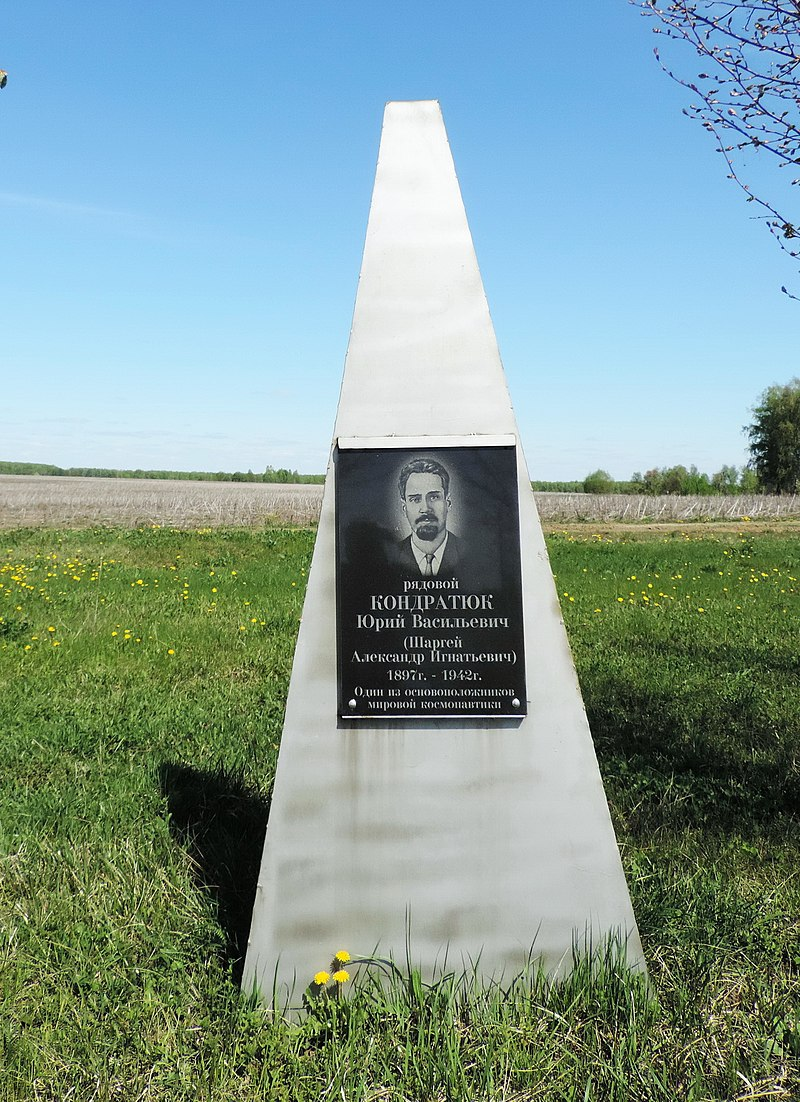 рядовой
КОНДРАТЮК
Юрий Васильевич
(Шаргей
Александр Игнатьевич)
1897г. - 1942г.
Один из основоположников
мировой космонавтики